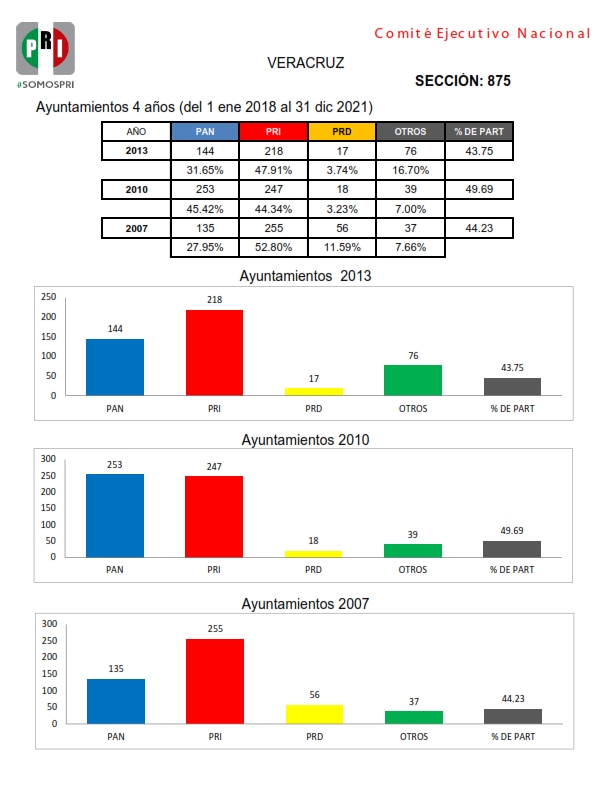 Comité Ejecutivo Nacional
PRI
#SOMOSPRI
VERACRUZ
SECCIÓN: 875
Ayuntamientos 4 años (del 1 ene 2018 al 31 dic 2021)
AÑO PAN PRI PRD OTROS % DE PART
2013 144 218 17 76 43.75
31.65% 47.91% 3.74% 16.70%
2010 253 247 18 39 49.69
45.42% 44.34% 3.23% 7.00%
2007 135 255 56 37 44.23
27.95% 52.80% 11.59% 7.66%
Ayuntamientos 2013
250
218
200
144
150
100
76
50
43.75
17
0
PAN PRI PRD OTROS % DE PART
Ayuntamientos 2010
300
253 247
250
200
150
100
50
49.69
39
18
0
PAN PRI PRD OTROS % DE PART
Ayuntamientos 2007
300
255
250
200
150
135
100
56
50
44.23
37
0
PAN PRI PRD OTROS % DE PART